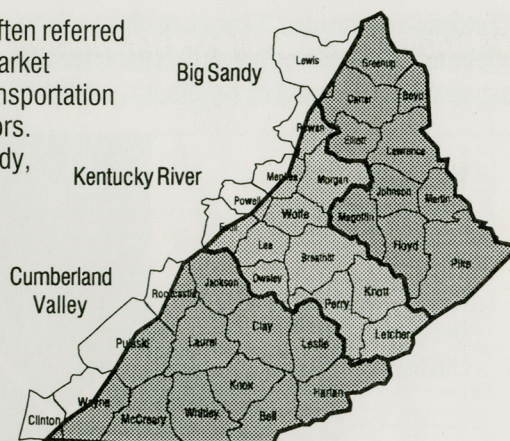 ften referred
arket
nsportation
ors.
dy,
Big Sandy
Kentucky River
Cumberland
Valley
Lewis
Greenup
Carter
Boyd
Rowan
Elliott
Lawrence
Menifee
Morgan
Johnson
Martin
Powell
Wolfe
Magoffin
Estill
Lee
Breathitt
Floyd
Pike
Rockcastle
Jackson
Owsley
Perry
Knott
Letcher
Pulaski
Laurel
Clay
Leslie
Harlan
Knox
Wayne
Clinton
McCreary
Whitley
Bell